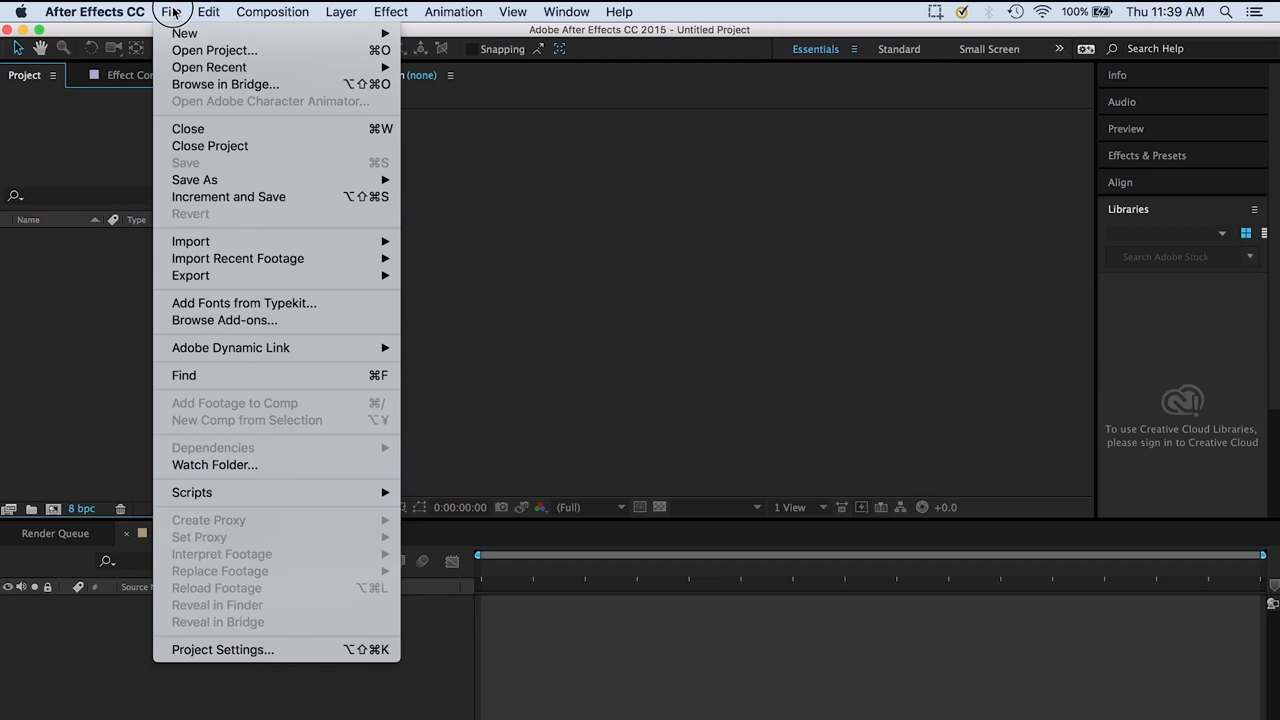 After Effects CC File Edit Composition Layer Effect Animation View Window Help 100% Thu 11:39 AM
Adobe After Effects CC 2015 - Untitled Project
Snapping Essentials Standard Small Screen Search Help
Project Effect Con (none)
New
Open Project... ⌘O
Open Recent
Browse in Bridge... ⌥⇧⌘O
Open Adobe Character Animator...
Close ⌘W
Close Project
Save ⌘S
Save As
Increment and Save ⌥⇧⌘S
Revert
Import
Import Recent Footage
Export
Add Fonts from Typekit...
Browse Add-ons...
Adobe Dynamic Link
Find ⌘F
Add Footage to Comp ⌘/
New Comp from Selection ⌥¥
Dependencies
Watch Folder...
Scripts
Create Proxy
Set Proxy
Interpret Footage
Replace Footage
Reload Footage ⌥⌘L
Reveal in Finder
Reveal in Bridge
Project Settings... ⌥⇧⌘K
Name Type
8 bpc
0:00:00:00 (Full) 1 View +0.0
Info
Audio
Preview
Effects & Presets
Align
Libraries
Search Adobe Stock
To use Creative Cloud Libraries,
please sign in to Creative Cloud
Render Queue
# Source N